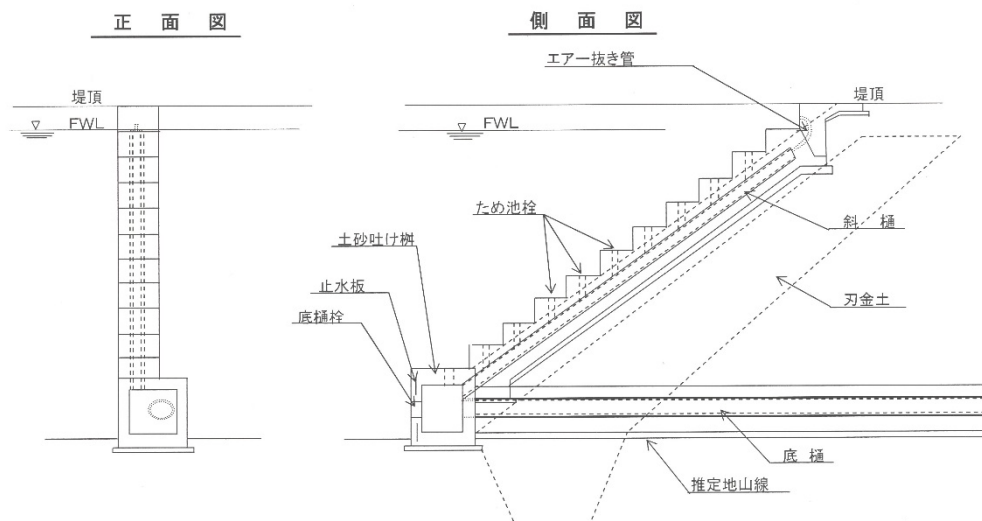 正面図
側面図
エアー抜き管
堤頂
堤頂
FWL
FWL
ため池栓
斜樋
土砂吐け桝
止水板
刃金土
底樋栓
底樋
推定地山線